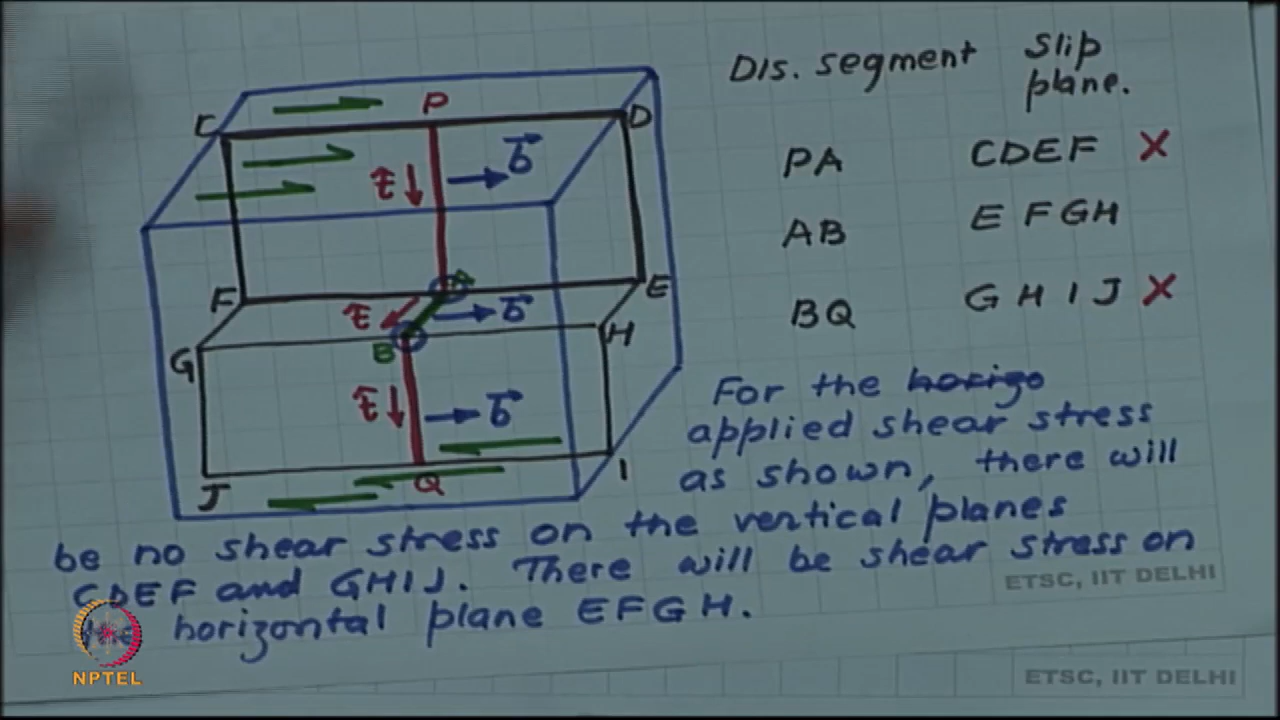 Dis. segment Slip plane.
PA CDEF X
AB EFGH
BQ GHIJ X
C P D
t̂ b⃗
F A E
t̂ b⃗
G B H
t̂ b⃗
J Q I
For the horizo
applied shear stress
as shown, there will
be no shear stress on the vertical planes
CDEF and GHIJ. There will be shear stress on
the horizontal plane EFGH.
ETSC, IIT DELHI
NPTEL
ETSC, IIT DELHI